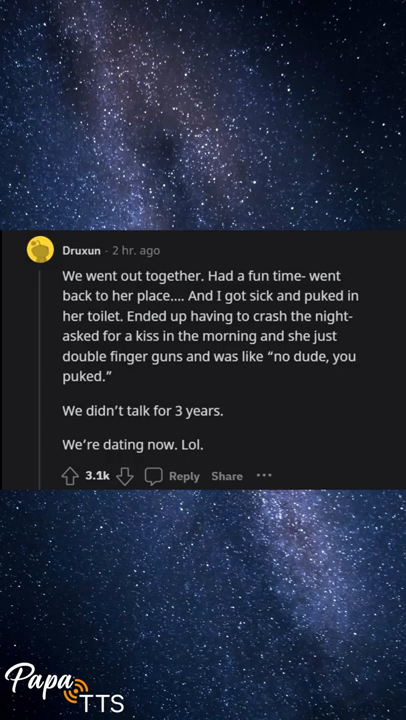 Druxun · 2 hr. ago
We went out together. Had a fun time- went
back to her place.... And I got sick and puked in
her toilet. Ended up having to crash the night-
asked for a kiss in the morning and she just
double finger guns and was like “no dude, you
puked.”
We didn’t talk for 3 years.
We’re dating now. Lol.
3.1k Reply Share ···
Papa
TTS